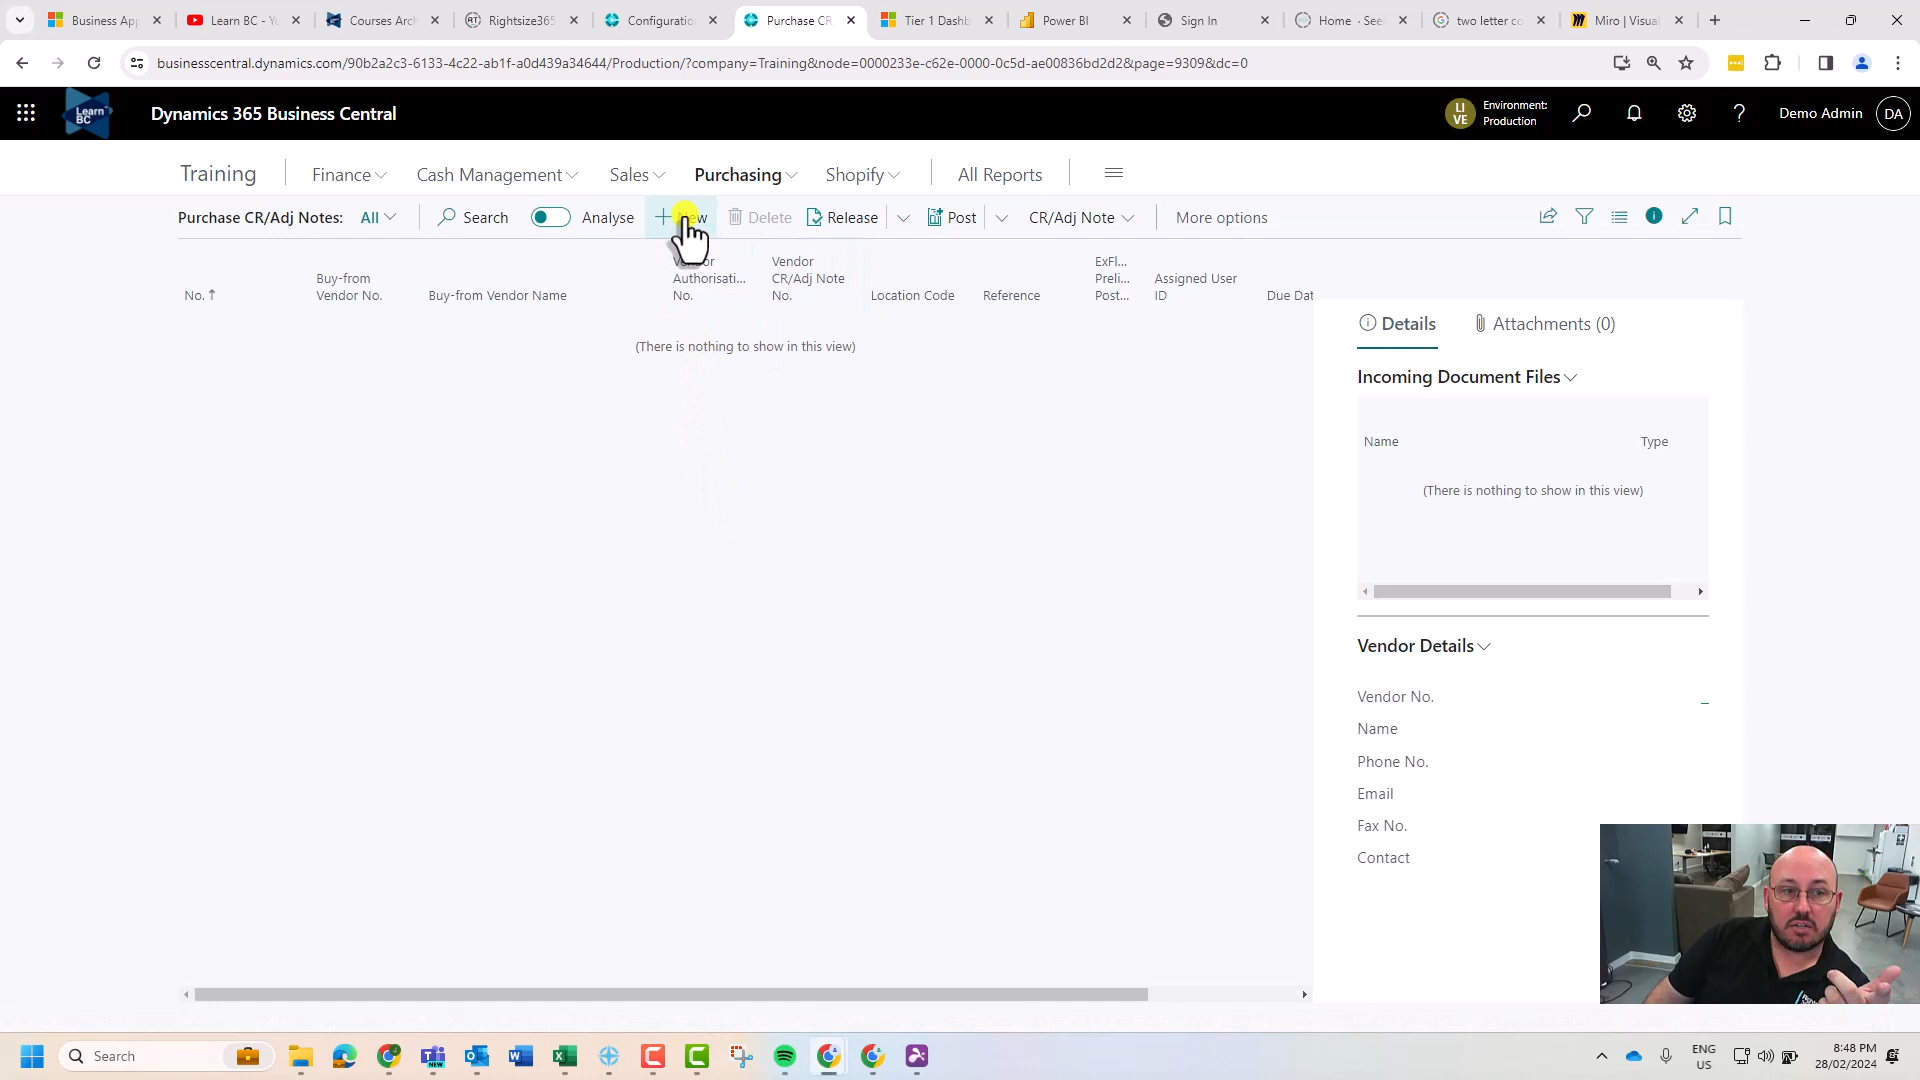 Business App
Learn BC - Yo
Courses Arc
Rightsize365
Configuratio
Purchase CR
Tier 1 Dashb
Power BI
Sign In
Home - See
two letter co
Miro | Visual
businesscentral.dynamics.com/90b2a2c3-6133-4c22-ab1f-a0d439a34644/Production/?company=Training&node=0000233e-c62e-0000-0c5d-ae00836bd2d2&page=9309&dc=0
Learn BC
Dynamics 365 Business Central
LIVE
Environment:
Production
Demo Admin
DA
Training
Finance
Cash Management
Sales
Purchasing
Shopify
All Reports
Purchase CR/Adj Notes:
All
Search
Analyse
New
Delete
Release
Post
CR/Adj Note
More options
No.
Buy-from Vendor No.
Buy-from Vendor Name
Vendor Authorisati... No.
Vendor CR/Adj Note No.
Location Code
Reference
ExFl... Preli... Post...
Assigned User ID
Due Dat
(There is nothing to show in this view)
Details
Attachments (0)
Incoming Document Files
Name
Type
(There is nothing to show in this view)
Vendor Details
Vendor No.
Name
Phone No.
Email
Fax No.
Contact
Search
ENG
US
8:48 PM
28/02/2024